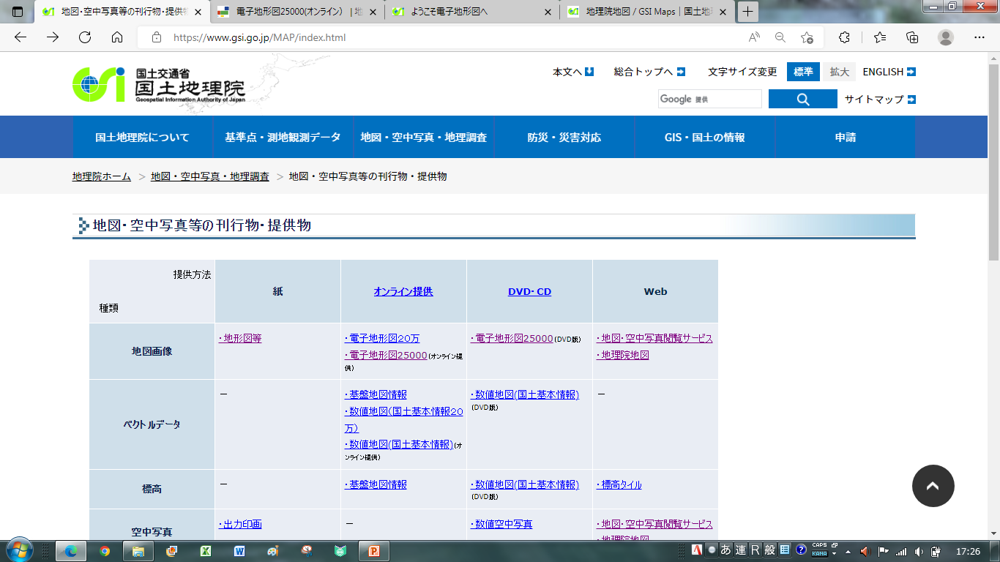 地図・空中写真等の刊行物・提供物
電子地形図25000(オンライン） | 地
ようこそ電子地形図へ
地理院地図 / GSI Maps｜国土地
https://www.gsi.go.jp/MAP/index.html
国土交通省
国土地理院
Geospatial Information Authority of Japan
本文へ 総合トップへ 文字サイズ変更 標準 拡大 ENGLISH
Google 提供 サイトマップ
国土地理院について 基準点・測地観測データ 地図・空中写真・地理調査 防災・災害対応 GIS・国土の情報 申請
地理院ホーム > 地図・空中写真・地理調査 > 地図・空中写真等の刊行物・提供物
地図・空中写真等の刊行物・提供物
提供方法
種類
紙 オンライン提供 DVD・CD Web
地図画像
・地形図等
・電子地形図20万
・電子地形図25000(オンライン提
供)
・電子地形図25000(DVD版)
・地図・空中写真閲覧サービス
・地理院地図
ベクトルデータ
－
・基盤地図情報
・数値地図(国土基本情報20
万)
・数値地図(国土基本情報)(オ
ンライン提供)
・数値地図(国土基本情報)
(DVD版)
－
標高
－
・基盤地図情報
・数値地図(国土基本情報)
(DVD版)
・標高タイル
空中写真
・出力印画
－
・数値空中写真
・地図・空中写真閲覧サービス
・地理院地図
A あ 連 R 般 CAPS
KANA
17:26